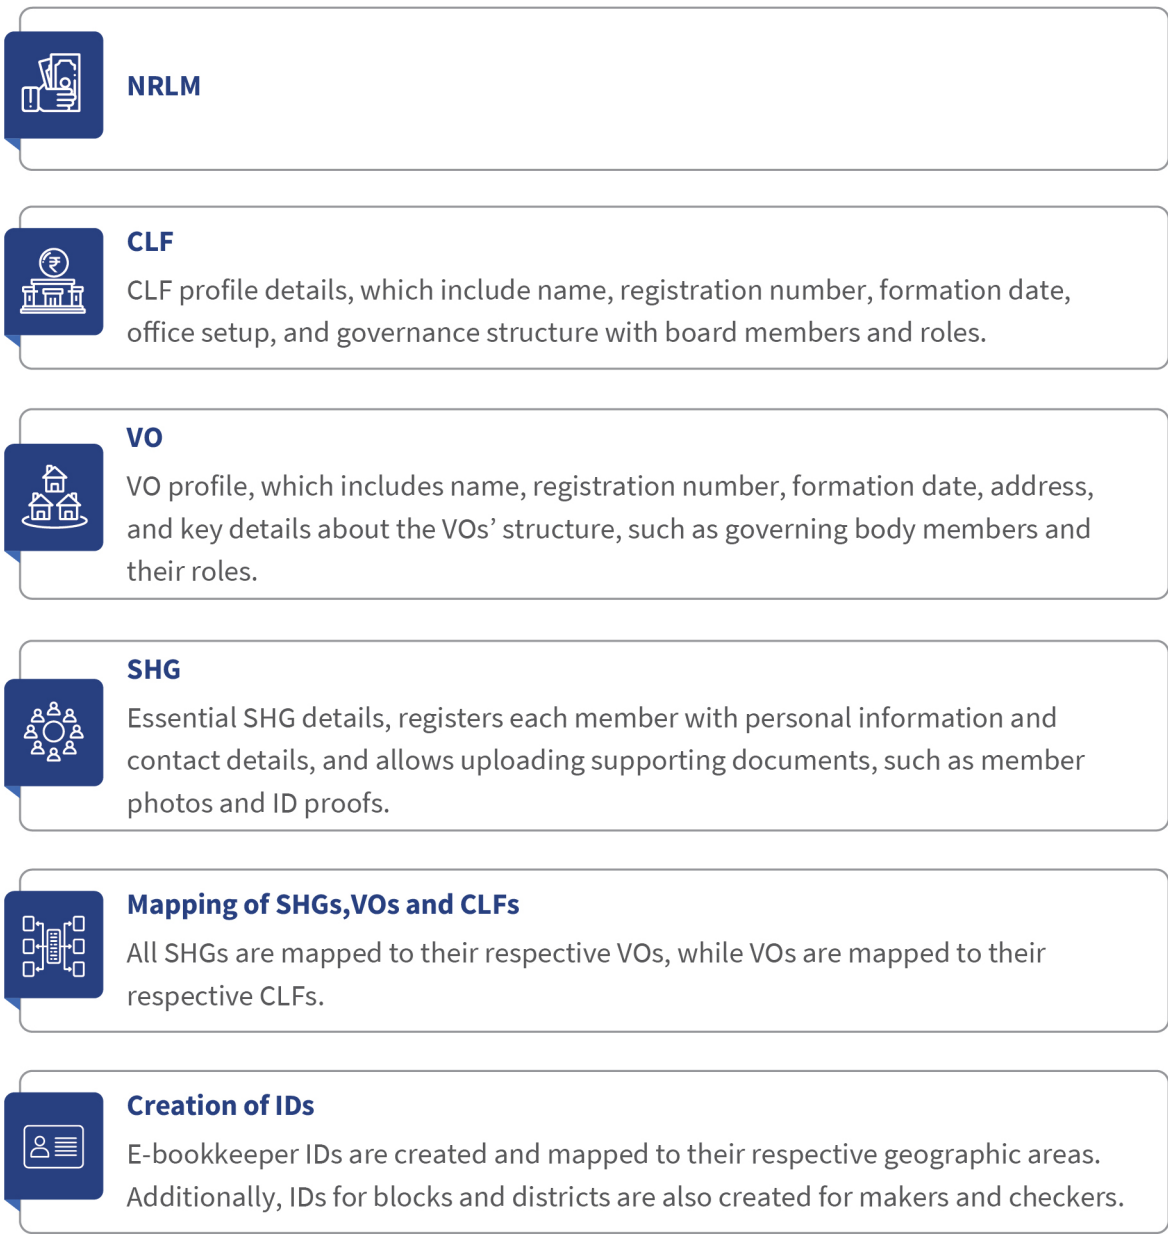 NRLM
CLF
CLF profile details, which include name, registration number, formation date,
office setup, and governance structure with board members and roles.
VO
VO profile, which includes name, registration number, formation date, address,
and key details about the VOs’ structure, such as governing body members and
their roles.
SHG
Essential SHG details, registers each member with personal information and
contact details, and allows uploading supporting documents, such as member
photos and ID proofs.
Mapping of SHGs,VOs and CLFs
All SHGs are mapped to their respective VOs, while VOs are mapped to their
respective CLFs.
Creation of IDs
E-bookkeeper IDs are created and mapped to their respective geographic areas.
Additionally, IDs for blocks and districts are also created for makers and checkers.